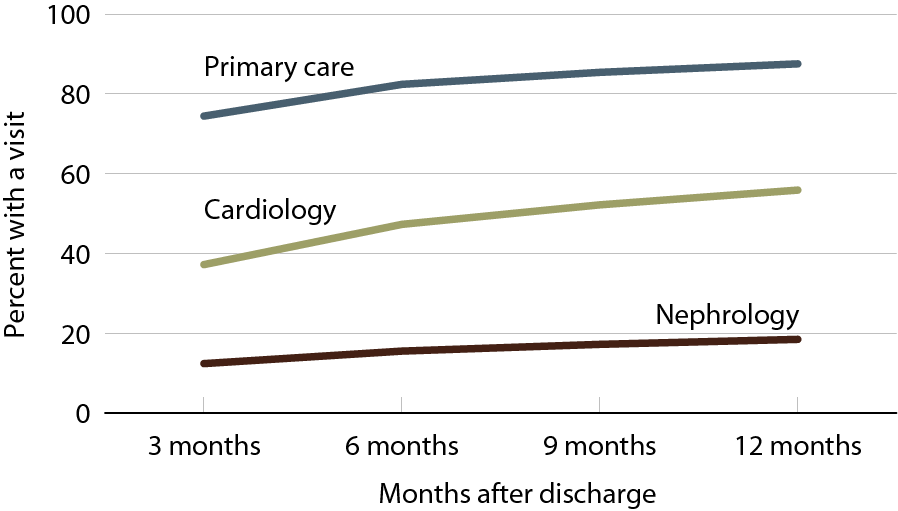 100
80
60
40
20
0
Percent with a visit
Primary care
Cardiology
Nephrology
3 months
6 months
9 months
12 months
Months after discharge